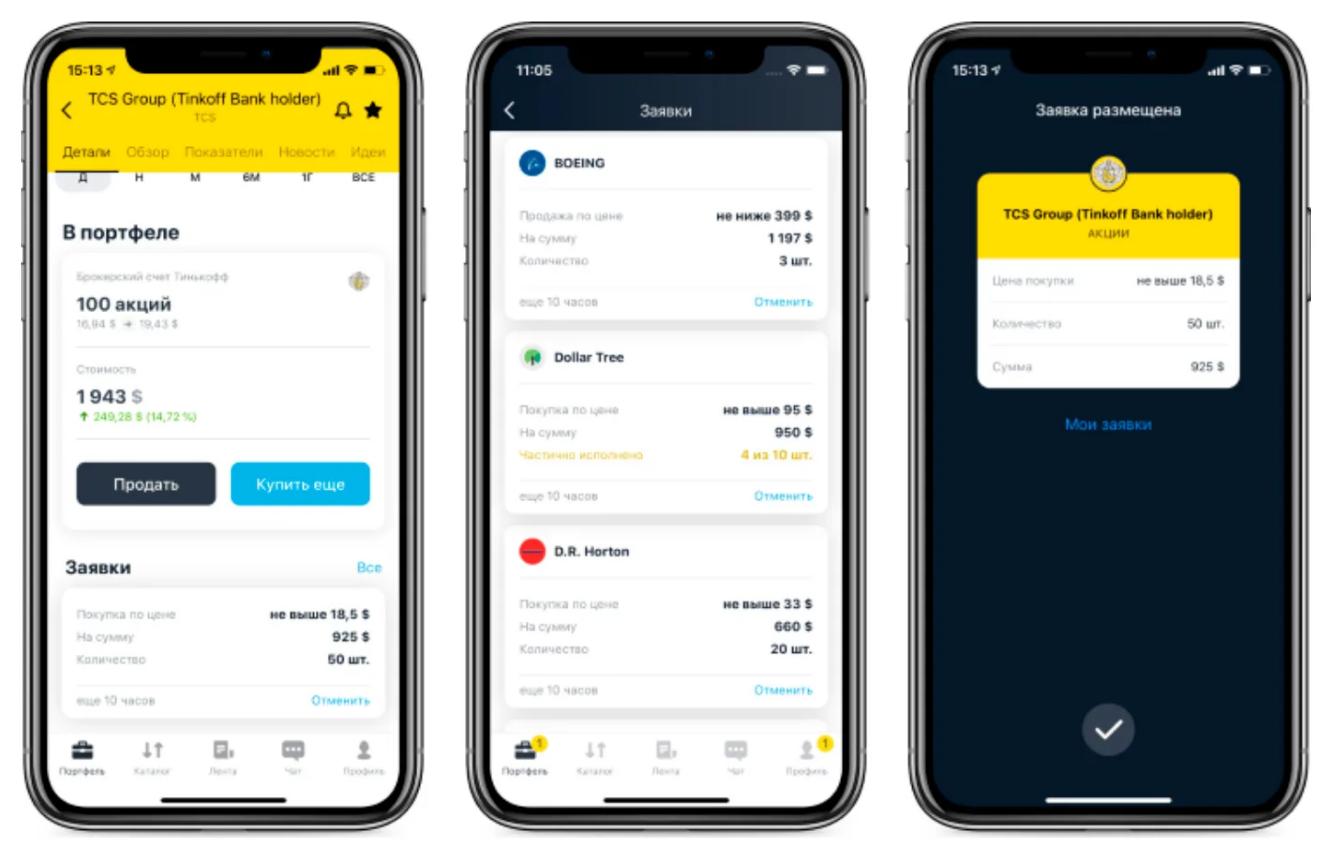 15:13
TCS Group (Tinkoff Bank holder)
TCS
Детали Обзор Показатели Новости Идеи
Д Н М 6М 1Г ВСЕ
В портфеле
Брокерский счет Тинькофф
100 акций
16,94 $ → 19,43 $
Стоимость
1 943 $
↑ 249,28 $ (14,72 %)
Продать Купить еще
Заявки Все
Покупка по цене не выше 18,5 $
На сумму 925 $
Количество 50 шт.
еще 10 часов Отменить
Портфель Каталог Лента Чат Профиль
11:05
Заявки
BOEING
Продажа по цене не ниже 399 $
На сумму 1 197 $
Количество 3 шт.
еще 10 часов Отменить
Dollar Tree
Покупка по цене не выше 95 $
На сумму 950 $
Частично исполнено 4 из 10 шт.
еще 10 часов Отменить
D.R. Horton
Покупка по цене не выше 33 $
На сумму 660 $
Количество 20 шт.
еще 10 часов Отменить
1 1
Портфель Каталог Лента Чат Профиль
15:13
Заявка размещена
TCS Group (Tinkoff Bank holder)
АКЦИИ
Цена покупки не выше 18,5 $
Количество 50 шт.
Сумма 925 $
Мои заявки